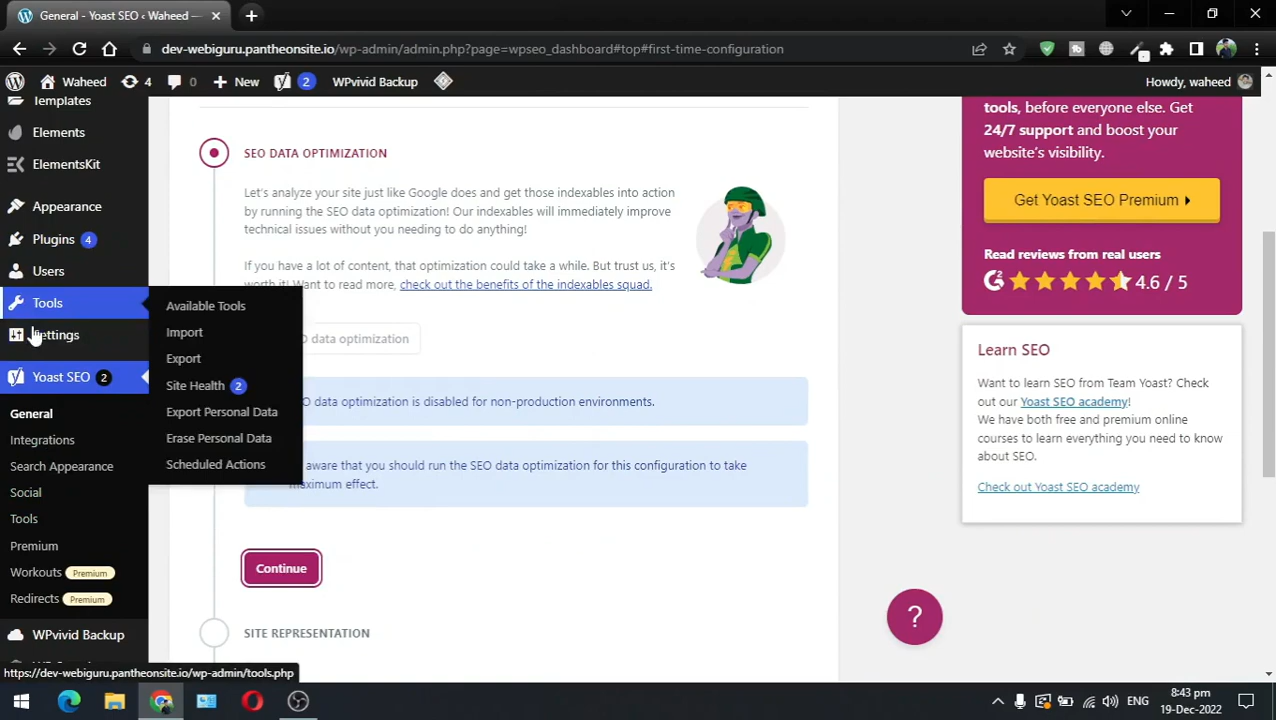 General - Yoast SEO ‹ Waheed —
dev-webiguru.pantheonsite.io/wp-admin/admin.php?page=wpseo_dashboard#top#first-time-configuration
Waheed 4 0 New 2 WPvivid Backup Howdy, waheed
Templates
Elements
ElementsKit
Appearance
Plugins 4
Users
Tools
Settings
Yoast SEO 2
General
Integrations
Search Appearance
Social
Tools
Premium
Workouts Premium
Redirects Premium
WPvivid Backup
Available Tools
Import
Export
Site Health 2
Export Personal Data
Erase Personal Data
Scheduled Actions
SEO DATA OPTIMIZATION
Let's analyze your site just like Google does and get those indexables into action
by running the SEO data optimization! Our indexables will immediately improve
technical issues without you needing to do anything!
If you have a lot of content, that optimization could take a while. But trust us, it's
worth it! Want to read more, check out the benefits of the indexables squad.
data optimization
data optimization is disabled for non-production environments.
aware that you should run the SEO data optimization for this configuration to take
maximum effect.
Continue
SITE REPRESENTATION
tools, before everyone else. Get
24/7 support and boost your
website's visibility.
Get Yoast SEO Premium
Read reviews from real users
4.6 / 5
Learn SEO
Want to learn SEO from Team Yoast? Check
out our Yoast SEO academy!
We have both free and premium online
courses to learn everything you need to know
about SEO.
Check out Yoast SEO academy
?
https://dev-webiguru.pantheonsite.io/wp-admin/tools.php
ENG
8:43 pm
19-Dec-2022